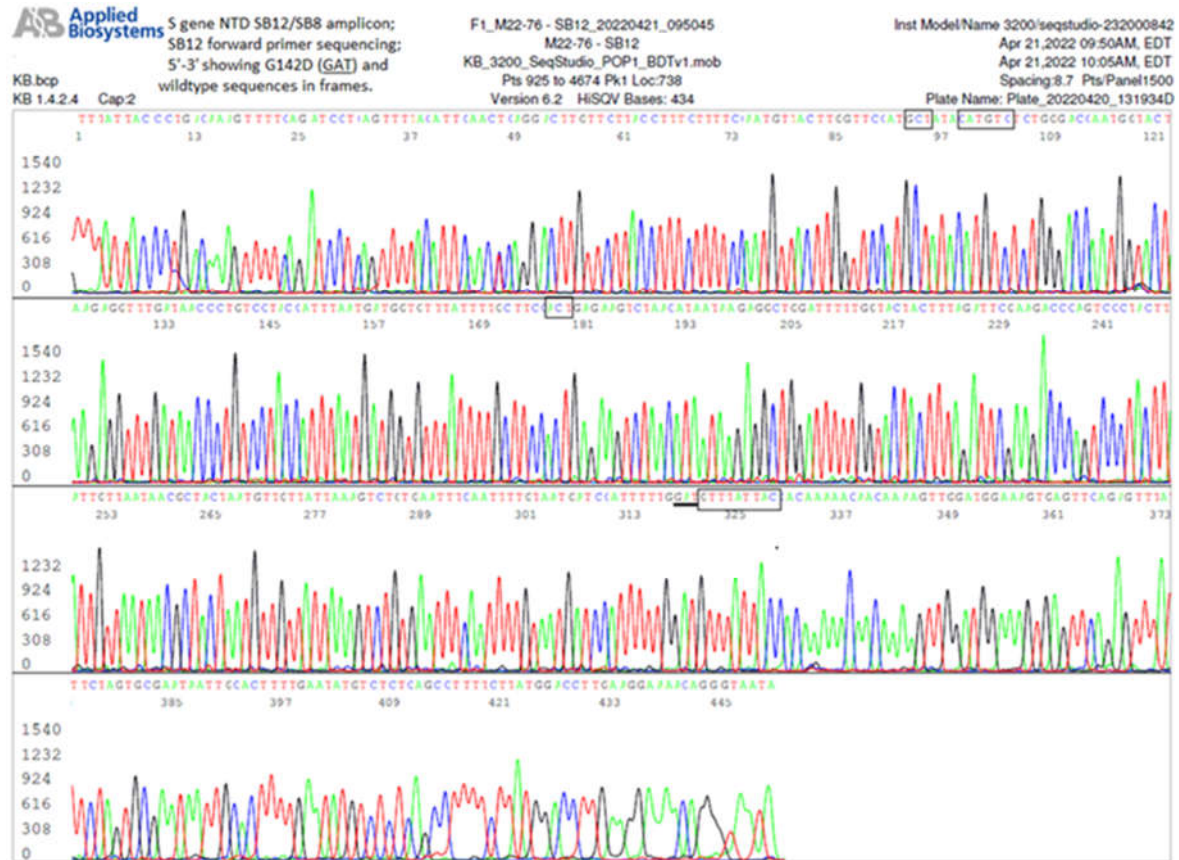 AB Applied Biosystems
S gene NTD SB12/SB8 amplicon;
SB12 forward primer sequencing;
5'-3' showing G142D (GAT) and
wildtype sequences in frames.
KB.bcp
KB 1.4.2.4 Cap:2
F1_M22-76 - SB12_20220421_095045
M22-76 - SB12
KB_3200_SeqStudio_POP1_BDTv1.mob
Pts 925 to 4674 Pk1 Loc:738
Version 6.2 HiSQV Bases: 434
Inst Model/Name 3200/seqstudio-232000842
Apr 21,2022 09:50AM, EDT
Apr 21,2022 10:05AM, EDT
Spacing:8.7 Pts/Panel1500
Plate Name: Plate_20220420_131934D
TTTATTACCCTGACAAAGTTTTCAGATCCTCAGTTTTACATTCAACTCAGGACTTGTTCTTACCTTTCTTTTCCAATGTTACTTGGTTCCATGCTATACATGTCTCTGGGACCAATGGTACT
1 13 25 37 49 61 73 85 97 109 121
1540
1232
924
616
308
0
AAGAGGTTTGATAACCCTGTCCTACCATTTAATGATGGTGTTTATTTTGCTTCCACTGAGAAGTCTAACATAATAAGAGGCTGGATTTTTGGTACTACTTTAGATTCGAAGACCCAGTCCCTACTT
133 145 157 169 181 193 205 217 229 241
1540
1232
924
616
308
0
ATTGTTAATAACGCTACTAATGTTGTTATTAAAGTCTGTGAATTTCAATTTTGTAATGATCCATTTTTGGATGTTTATTACCACAAAAACAACAAAAGTTGGATGGAAAGTGAGTTCAGAGTTTAT
253 265 277 289 301 313 325 337 349 361 373
1232
924
616
308
0
TTCTAGTGCGAATAATTGCACTTTTGAATATGTCTCTCAGCCTTTTCTTATGGACCTTGAAGGAAAACAGGGTAATA
385 397 409 421 433 445
1540
1232
924
616
308
0